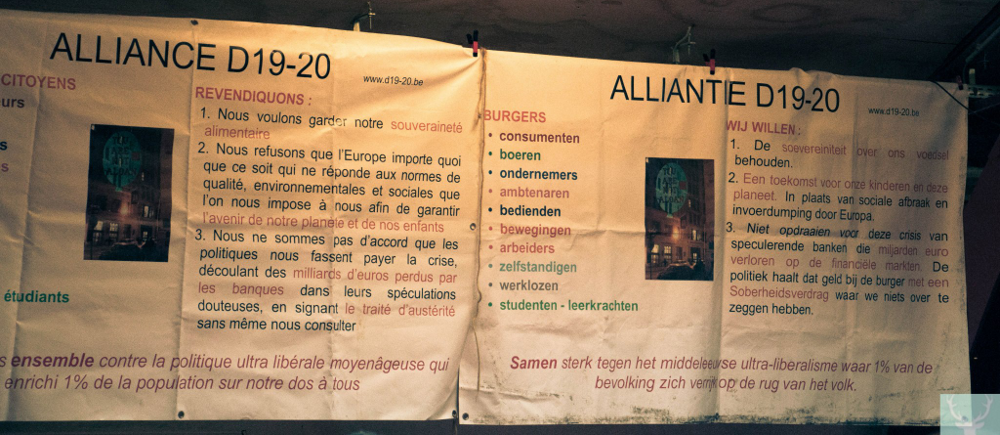 ALLIANCE D19-20
www.d19-20.be
CITOYENS
eurs
s
s
étudiants
REVENDIQUONS :
1. Nous voulons garder notre souveraineté
alimentaire
2. Nous refusons que l'Europe importe quoi
que ce soit qui ne réponde aux normes de
qualité, environnementales et sociales que
l'on nous impose à nous afin de garantir
l'avenir de notre planète et de nos enfants
3. Nous ne sommes pas d'accord que les
politiques nous fassent payer la crise,
découlant des milliards d'euros perdus par
les banques dans leurs spéculations
douteuses, en signant le traité d'austérité
sans même nous consulter
s ensemble contre la politique ultra libérale moyenâgeuse qui
enrichi 1% de la population sur notre dos à tous
ALLIANTIE D19-20
www.d19-20.be
BURGERS
• consumenten
• boeren
• ondernemers
• ambtenaren
• bedienden
• bewegingen
• arbeiders
• zelfstandigen
• werklozen
• studenten - leerkrachten
WIJ WILLEN :
1. De souvereiniteit over ons voedsel
behouden.
2. Een toekomst voor onze kinderen en deze
planeet. In plaats van sociale afbraak en
invoerdumping door Europa.
3. Niet opdraaien voor deze crisis van
speculerende banken die miljarden euro
verloren op de financiële markten. De
politiek haalt dat geld bij de burger met een
Soberheidsverdrag waar we niets over te
zeggen hebben.
Samen sterk tegen het middeleeuwse ultra-liberalisme waar 1% van de
bevolking zich verrijkt op de rug van het volk.